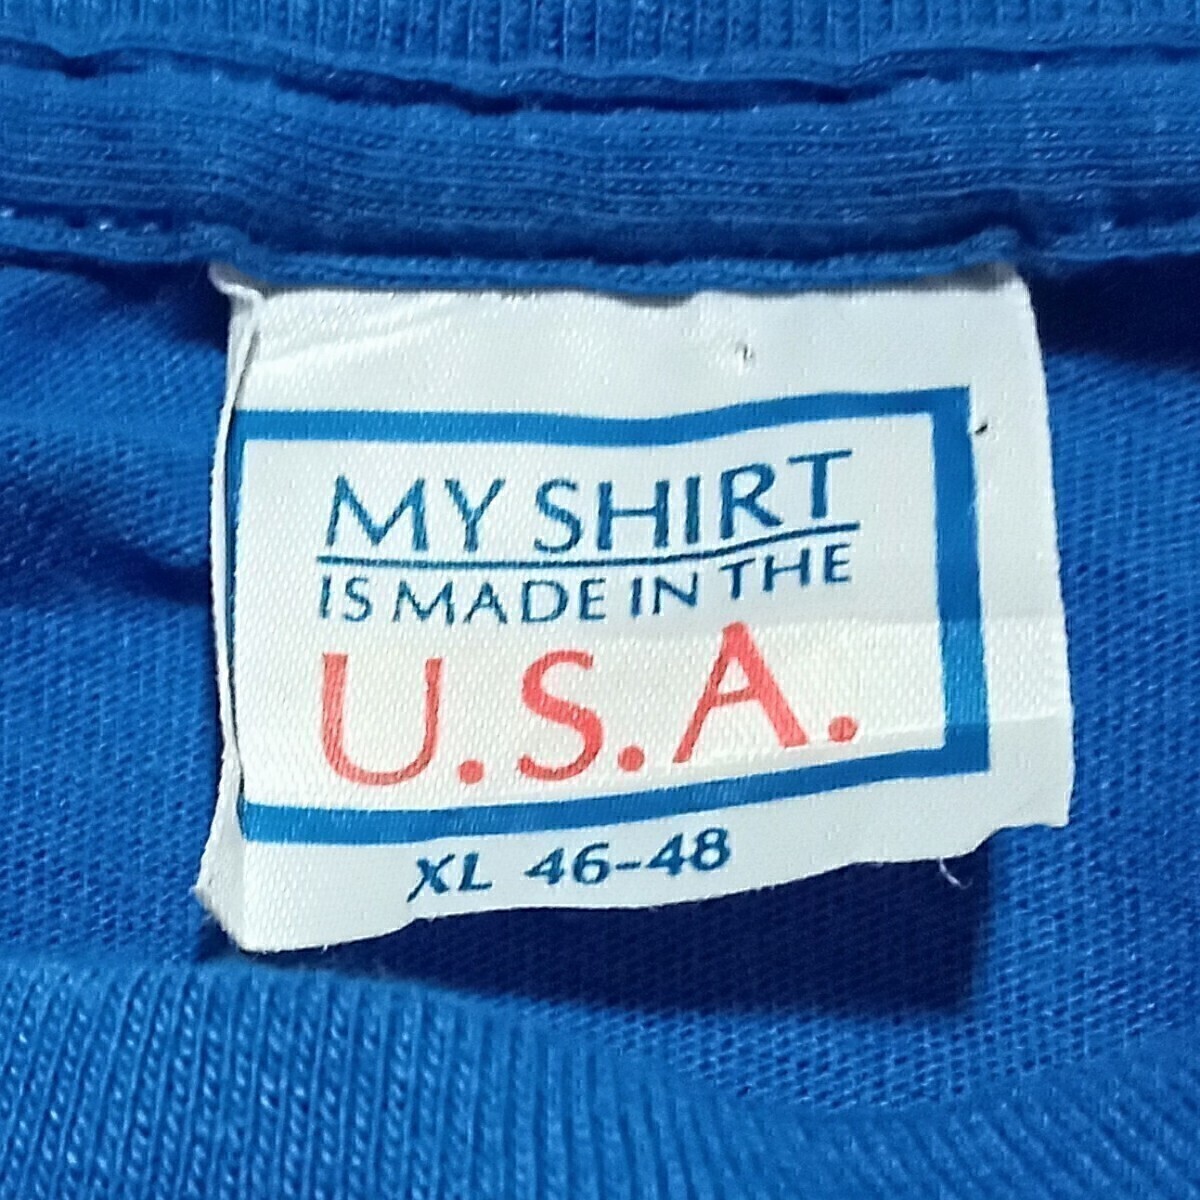 MY SHIRT
IS MADE IN THE
U.S.A.
XL 46-48